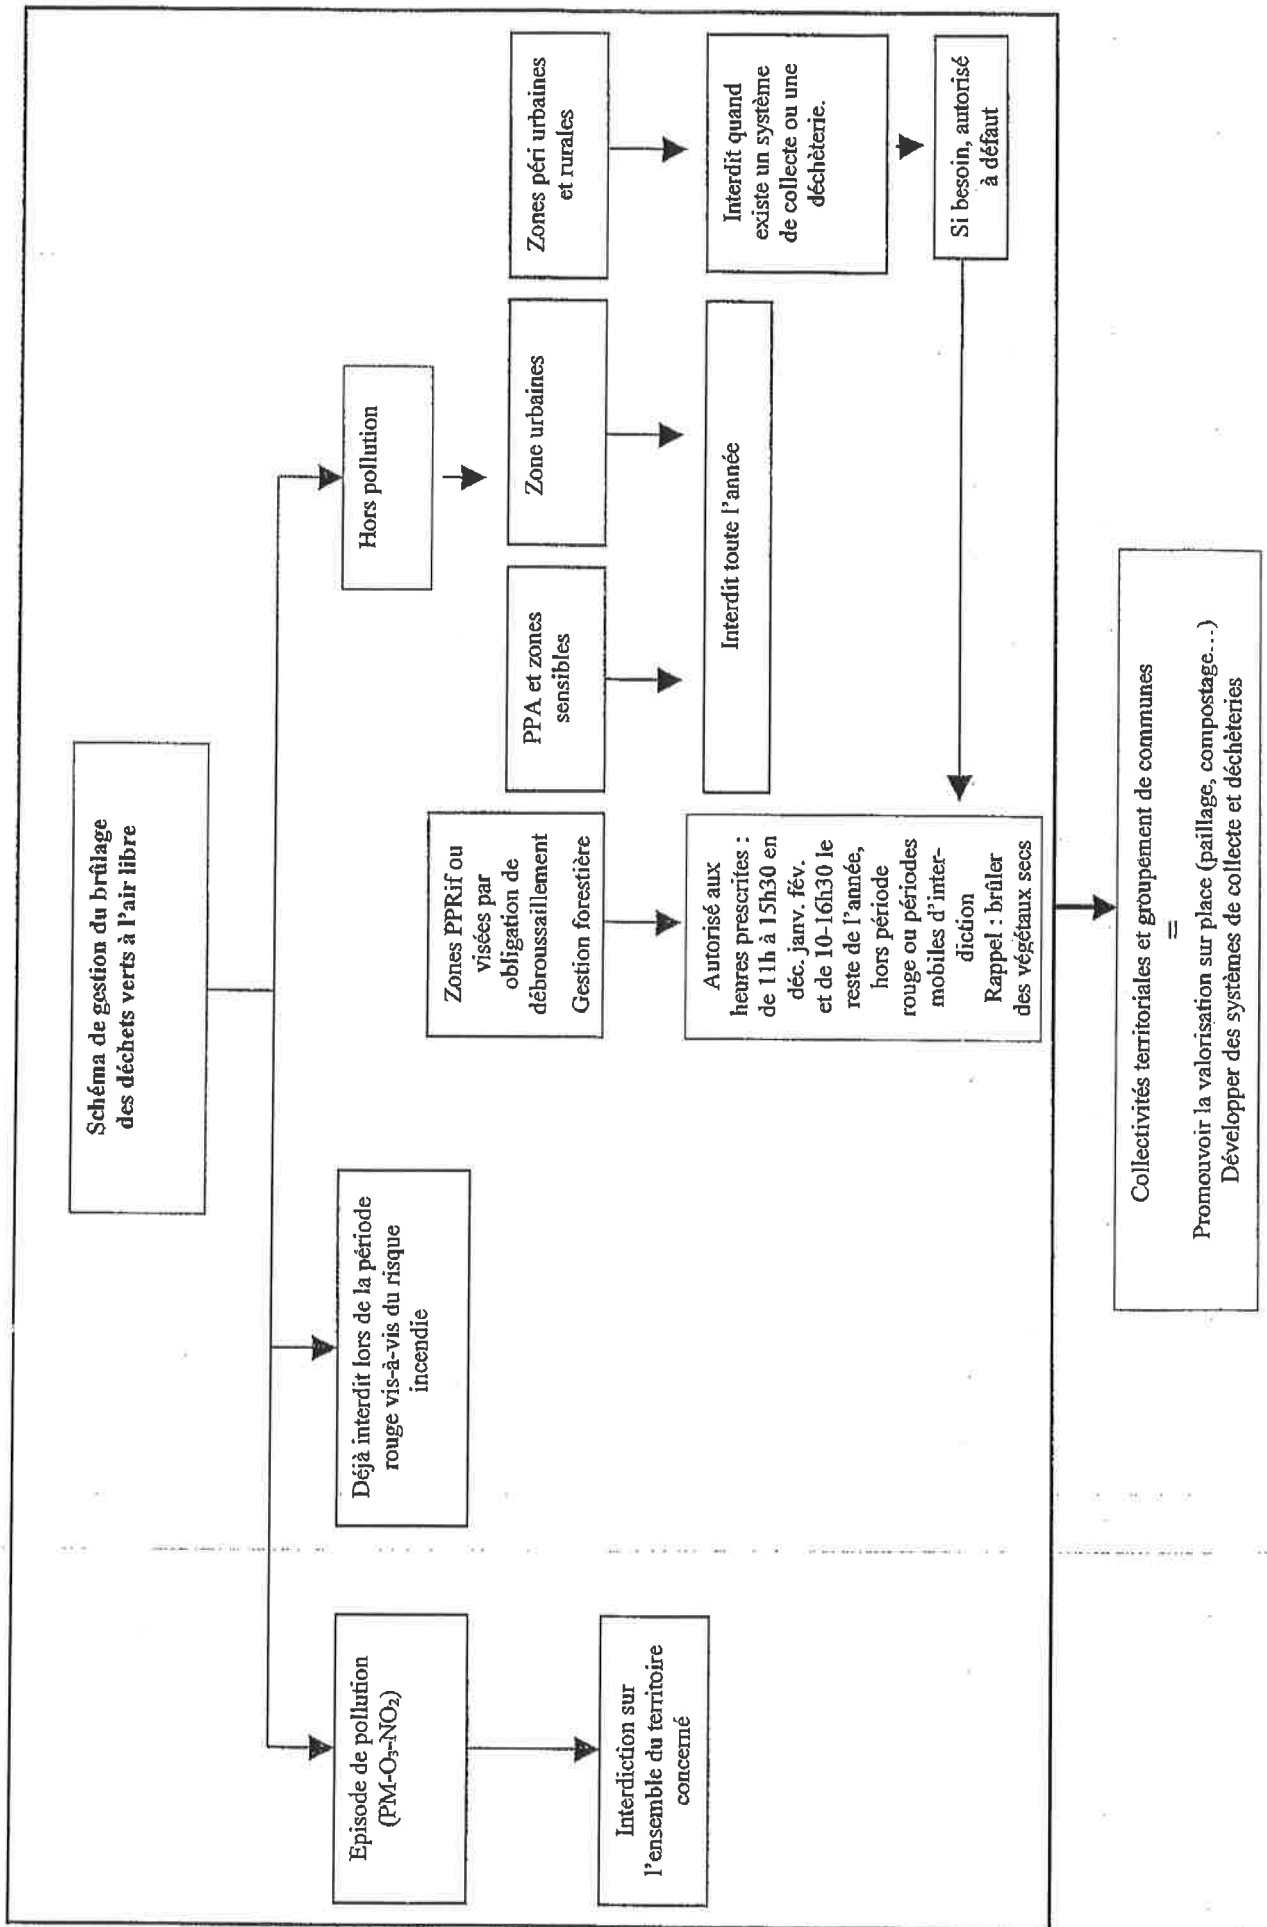 Schéma de gestion du brûlage
des déchets verts à l'air libre
Episode de pollution
(PM-O₃-NO₂)
Déjà interdit lors de la période
rouge vis-à-vis du risque
incendie
Hors pollution
Interdiction sur
l'ensemble du territoire
concerné
Zones PPRif ou
visées par
obligation de
débroussaillement
Gestion forestière
PPA et zones
sensibles
Zone urbaines
Zones péri urbaines
et rurales
Autorisé aux
heures prescrites :
de 11h à 15h30 en
déc. janv. fév.
et de 10-16h30 le
reste de l'année,
hors période
rouge ou périodes
mobiles d'inter-
diction
Rappel : brûler
des végétaux secs
Interdit toute l'année
Interdit quand
existe un système
de collecte ou une
déchèterie.
Si besoin, autorisé
à défaut
Collectivités territoriales et groupement de communes
=
Promouvoir la valorisation sur place (paillage, compostage...)
Développer des systèmes de collecte et déchèteries